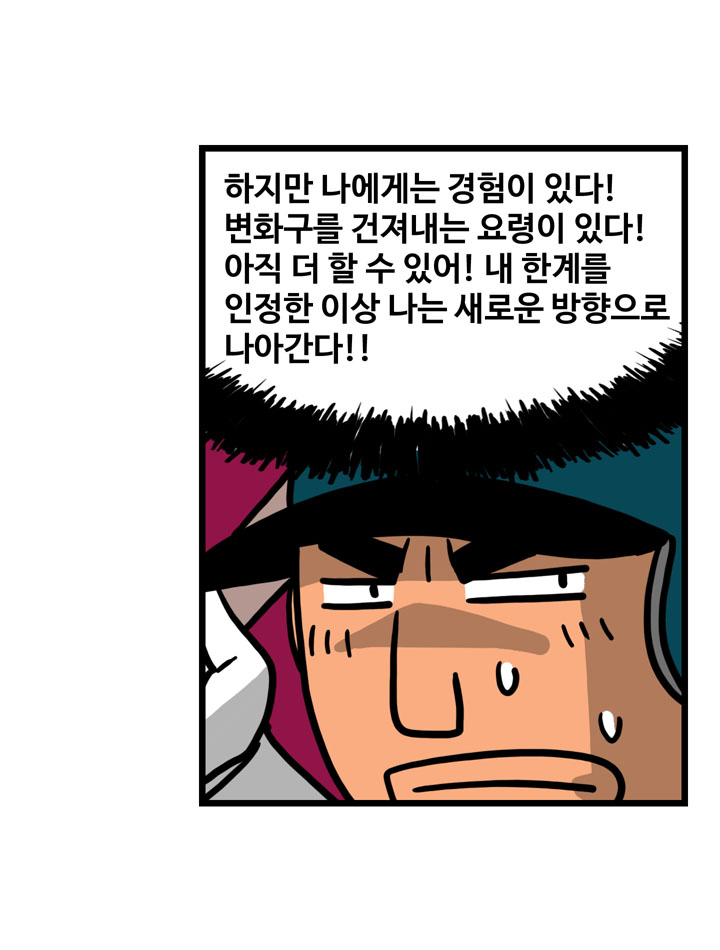 하지만 나에게는 경험이 있다!
변화구를 건져내는 요령이 있다!
아직 더 할 수 있어! 내 한계를
인정한 이상 나는 새로운 방향으로
나아간다!!